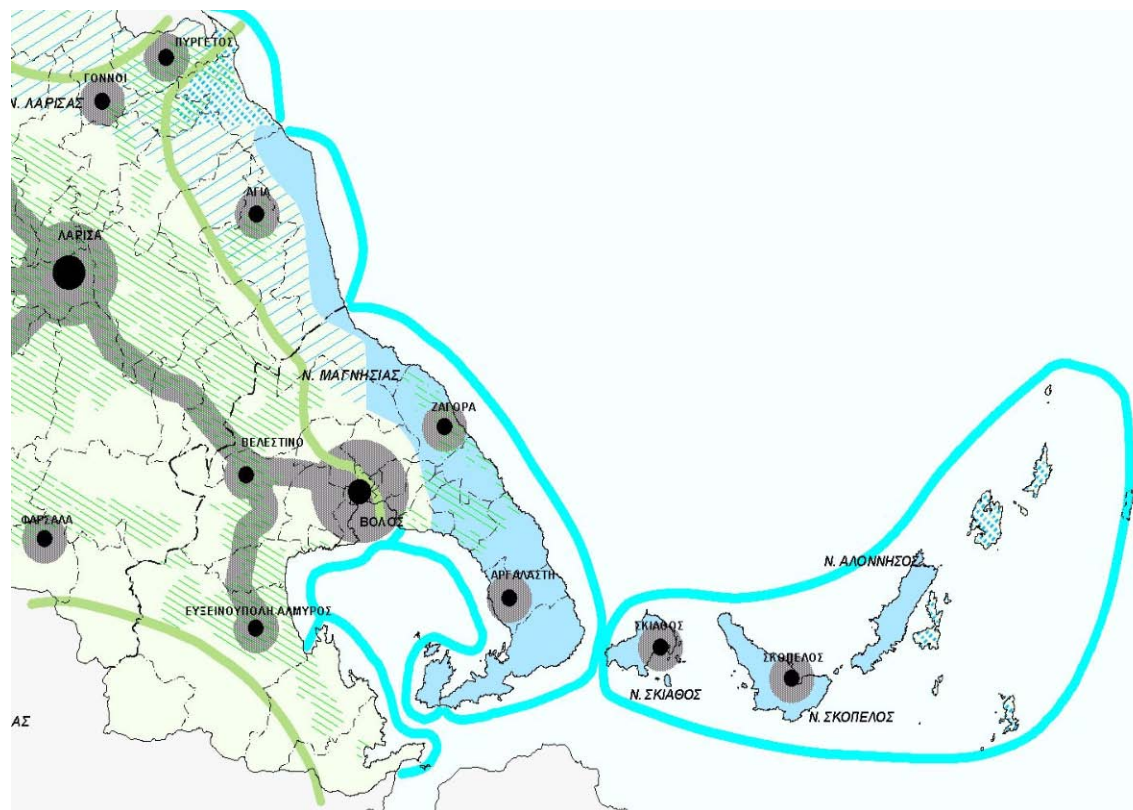 ΠΥΡΓΕΤΟΣ
ΓΟΝΝΟΙ
Ν. ΛΑΡΙΣΑΣ
ΑΓΙΑ
ΛΑΡΙΣΑ
Ν. ΜΑΓΝΗΣΙΑΣ
ΖΑΓΟΡΑ
ΒΕΛΕΣΤΙΝΟ
ΦΑΡΣΑΛΑ
ΒΟΛΟΣ
Ν. ΑΛΟΝΝΗΣΟΣ
ΑΡΓΑΛΑΣΤΗ
ΕΥΞΕΙΝΟΥΠΟΛΗ ΑΛΜΥΡΟΣ
ΣΚΙΑΘΟΣ
ΣΚΟΠΕΛΟΣ
Ν. ΣΚΙΑΘΟΣ
Ν. ΣΚΟΠΕΛΟΣ
ΑΣ